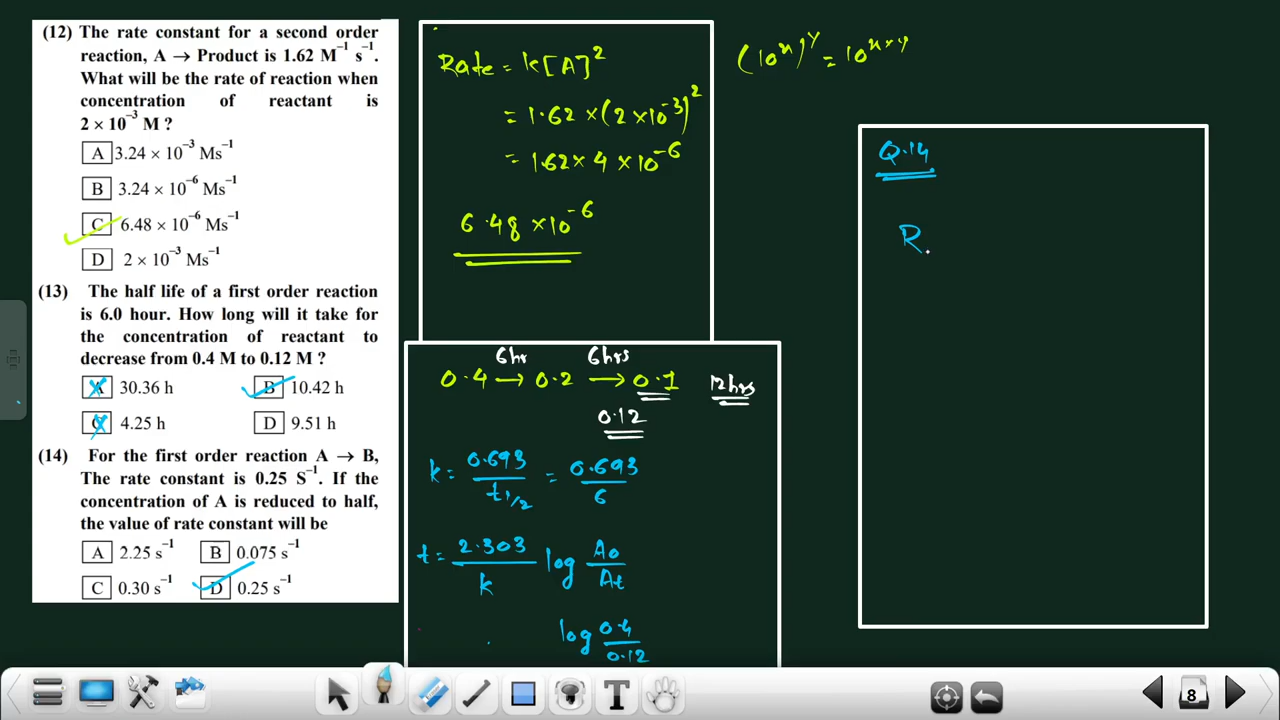 (12) The rate constant for a second order
reaction, A → Product is 1.62 M⁻¹ s⁻¹.
What will be the rate of reaction when
concentration of reactant is
2 × 10⁻³ M ?
A 3.24 × 10⁻³ Ms⁻¹
B 3.24 × 10⁻⁶ Ms⁻¹
C 6.48 × 10⁻⁶ Ms⁻¹
D 2 × 10⁻³ Ms⁻¹
(13) The half life of a first order reaction
is 6.0 hour. How long will it take for
the concentration of reactant to
decrease from 0.4 M to 0.12 M ?
A 30.36 h B 10.42 h
C 4.25 h D 9.51 h
(14) For the first order reaction A → B,
The rate constant is 0.25 S⁻¹. If the
concentration of A is reduced to half,
the value of rate constant will be
A 2.25 s⁻¹ B 0.075 s⁻¹
C 0.30 s⁻¹ D 0.25 s⁻¹
Rate = k[A]²
= 1.62 × (2 × 10⁻³)²
= 1.62 × 4 × 10⁻⁶
6.48 × 10⁻⁶
(10ˣ)ʸ = 10ˣ × ʸ
6hr 6hrs
0.4 → 0.2 → 0.1 12hrs
0.12
k = 0.693 / t1/2 = 0.693 / 6
t = 2.303 / k log A0 / At
log 0.4 / 0.12
Q.14
R
T
8